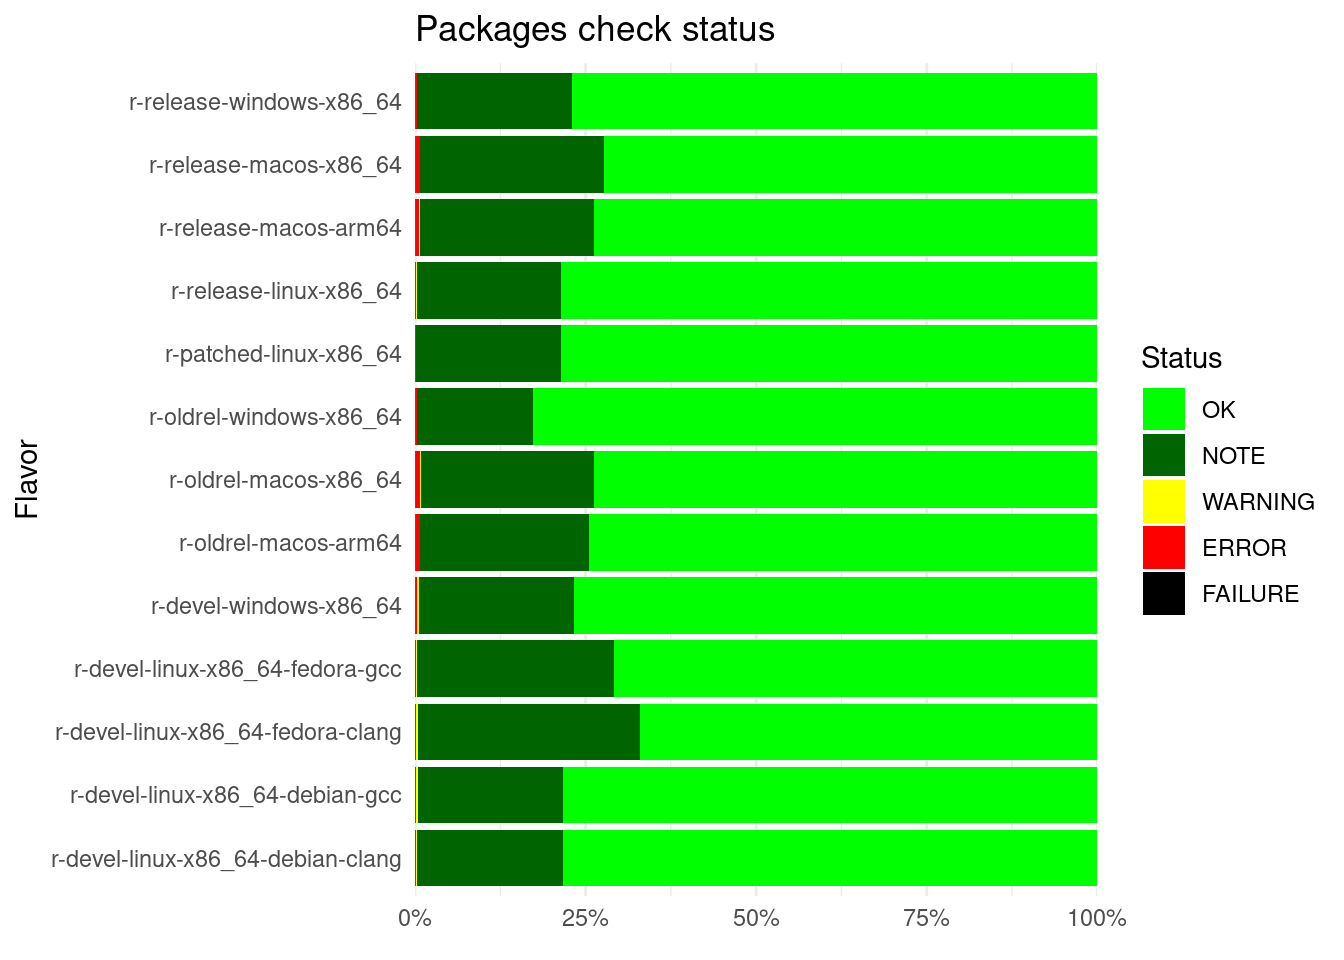 Packages check status
r-release-windows-x86_64
r-release-macos-x86_64
r-release-macos-arm64
r-release-linux-x86_64
r-patched-linux-x86_64
r-oldrel-windows-x86_64
r-oldrel-macos-x86_64
r-oldrel-macos-arm64
r-devel-windows-x86_64
r-devel-linux-x86_64-fedora-gcc
r-devel-linux-x86_64-fedora-clang
r-devel-linux-x86_64-debian-gcc
r-devel-linux-x86_64-debian-clang
Flavor
0% 25% 50% 75% 100%
Status
OK
NOTE
WARNING
ERROR
FAILURE